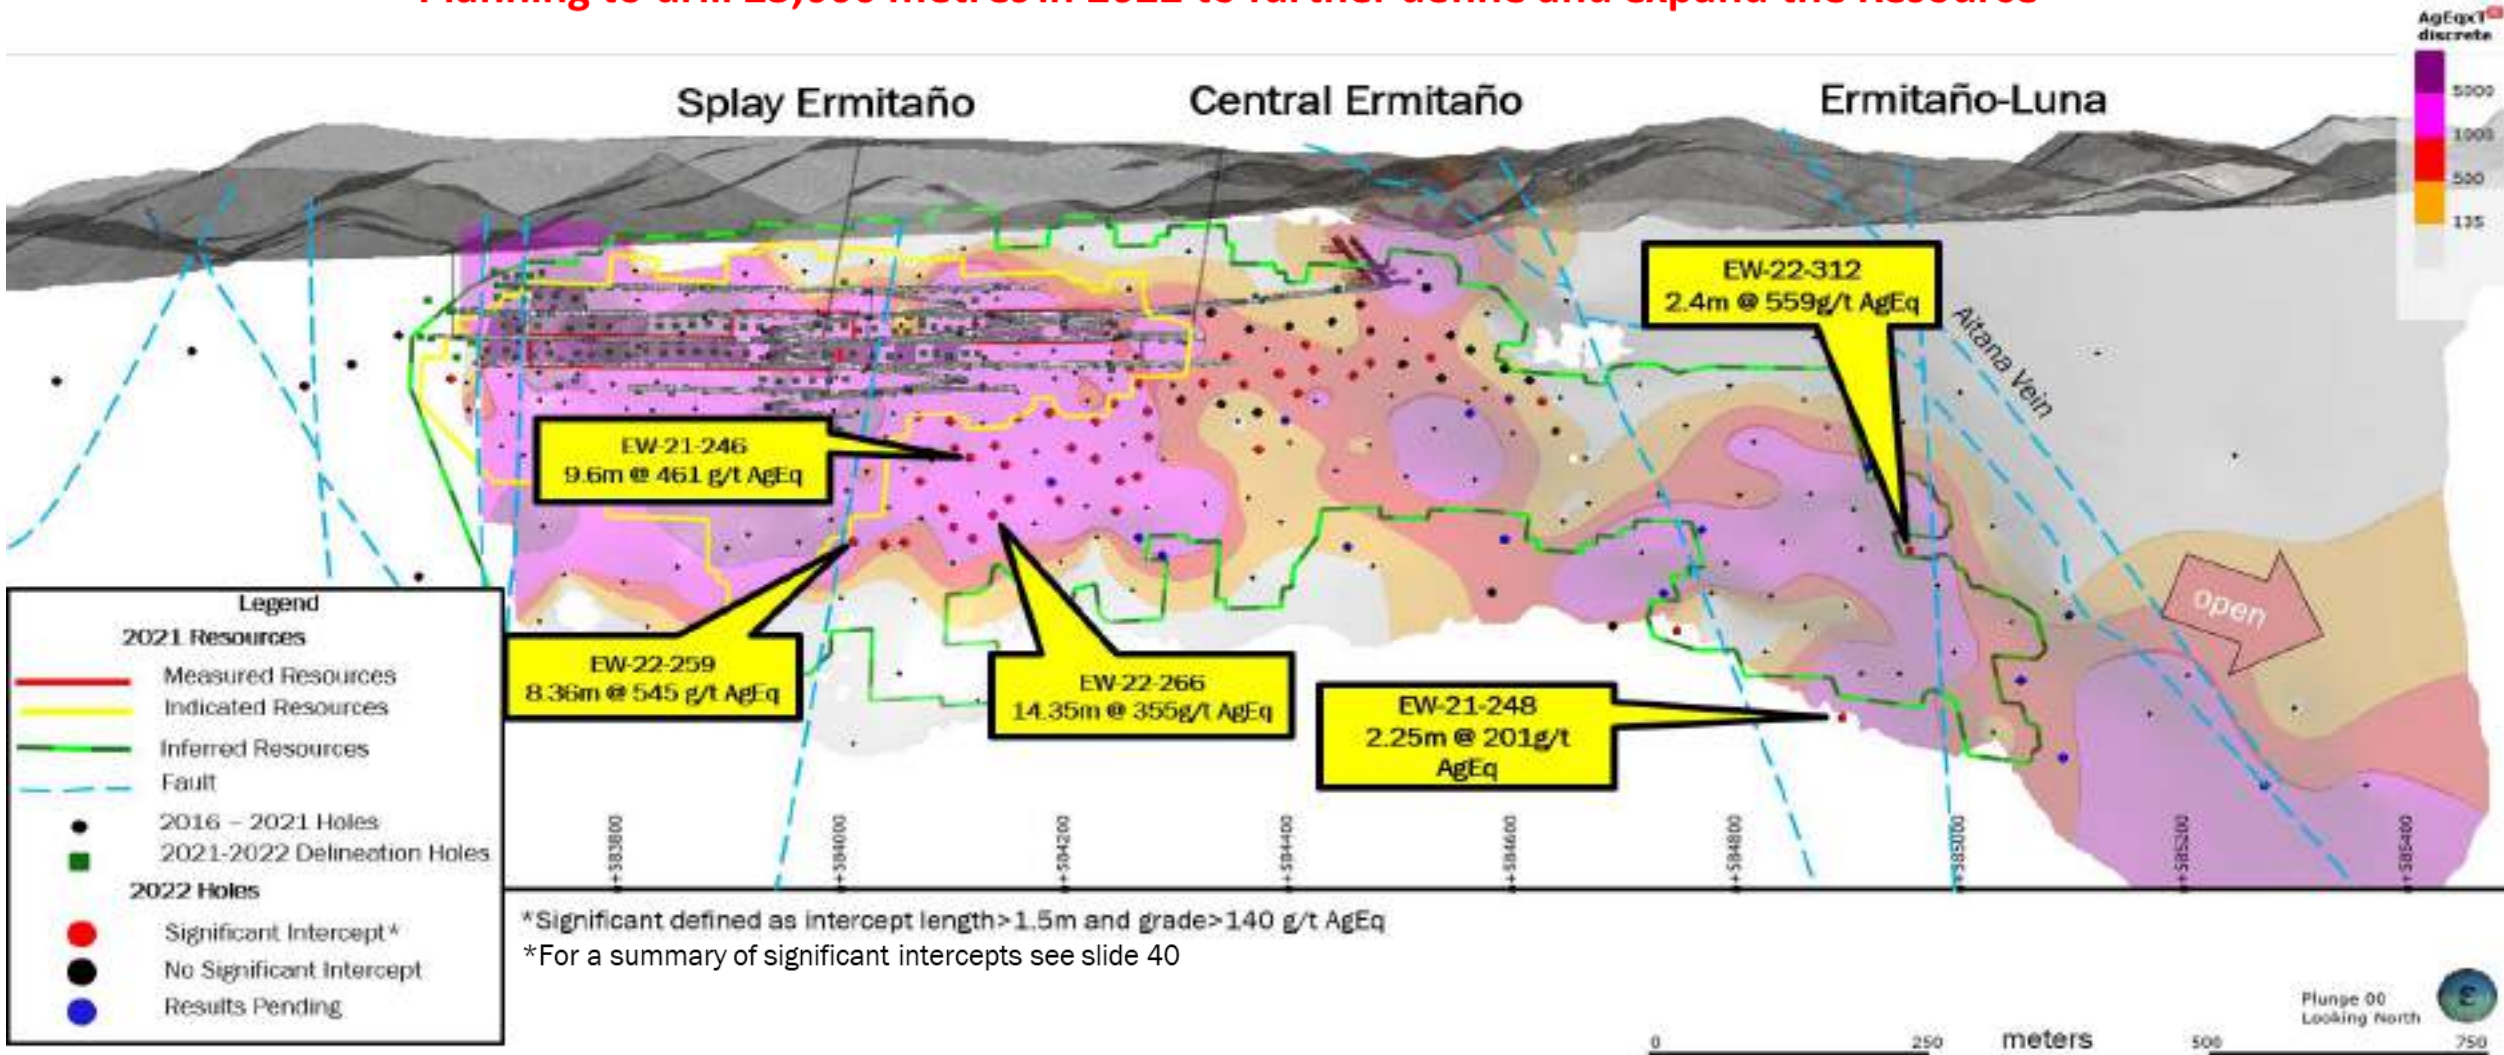 AgEqxT
discrete
Splay Ermitaño
Central Ermitaño
Ermitaño-Luna
5000
1000
500
135
EW-22-312
2.4m @ 559g/t AgEq
Aitana Vein
EW-21-246
9.6m @ 461 g/t AgEq
open
EW-22-259
8.36m @ 545 g/t AgEq
EW-22-266
14.35m @ 355g/t AgEq
EW-21-248
2.25m @ 201g/t
AgEq
Legend
2021 Resources
Measured Resources
Indicated Resources
Inferred Resources
Fault
2016 – 2021 Holes
2021-2022 Delineation Holes
2022 Holes
Significant Intercept*
No Significant Intercept
Results Pending
+583800
+584000
+584200
+584400
+584600
+584800
+585000
+585200
+585400
*Significant defined as intercept length>1.5m and grade>140 g/t AgEq
*For a summary of significant intercepts see slide 40
Plunge 00
Looking North
0 250 meters 500 750